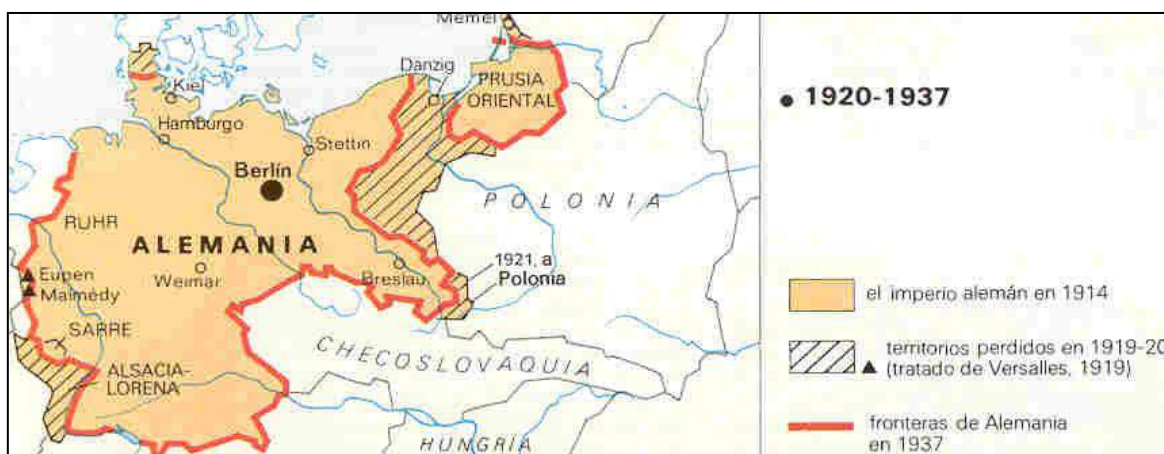 Memel
Danzig
PRUSIA
ORIENTAL
Kiel
Hamburgo
Stettin
Berlín
POLONIA
RUHR
ALEMANIA
1921, a
Polonia
Eupen
Malmédy
Weimar
Breslau
SARRE
CHECOSLOVAQUIA
ALSACIA-
LORENA
HUNGRÍA
• 1920-1937
el imperio alemán en 1914
territorios perdidos en 1919-20
▲ (tratado de Versalles, 1919)
fronteras de Alemania
en 1937